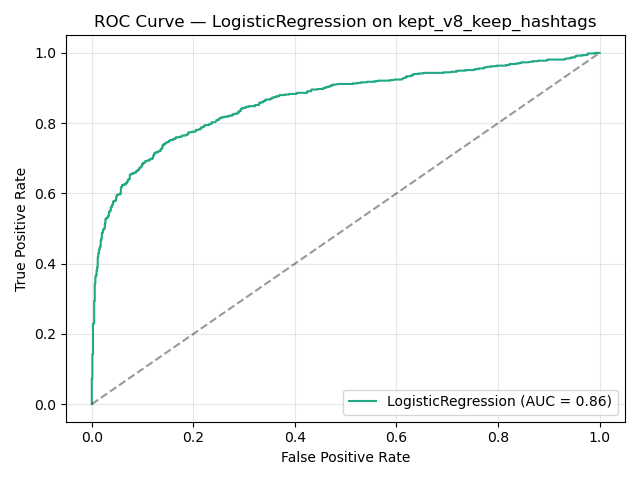 ROC Curve — LogisticRegression on kept_v8_keep_hashtags
True Positive Rate
1.0
0.8
0.6
0.4
0.2
0.0
LogisticRegression (AUC = 0.86)
0.0 0.2 0.4 0.6 0.8 1.0
False Positive Rate